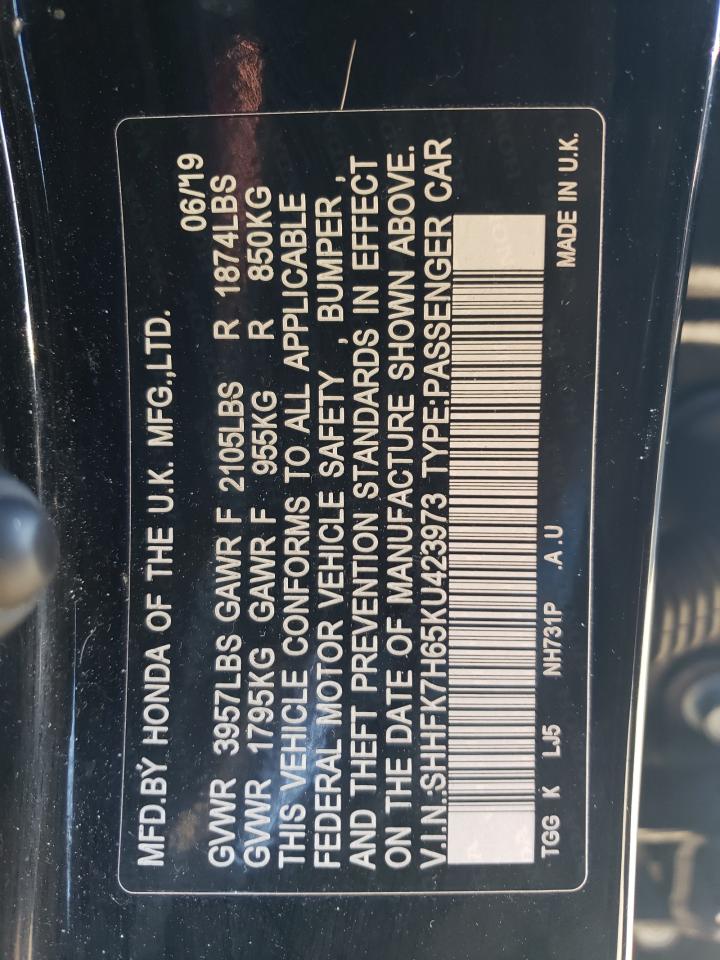 MFD.BY HONDA OF THE U.K. MFG.,LTD.
06/19
GVWR 3957LBS GAWR F 2105LBS R 1874LBS
GVWR 1795KG GAWR F 955KG R 850KG
THIS VEHICLE CONFORMS TO ALL APPLICABLE
FEDERAL MOTOR VEHICLE SAFETY , BUMPER ,
AND THEFT PREVENTION STANDARDS IN EFFECT
ON THE DATE OF MANUFACTURE SHOWN ABOVE.
V.I.N.:SHHFK7H65KU423973 TYPE:PASSENGER CAR
TGG K LJ5 NH731P .A .U
MADE IN U.K.